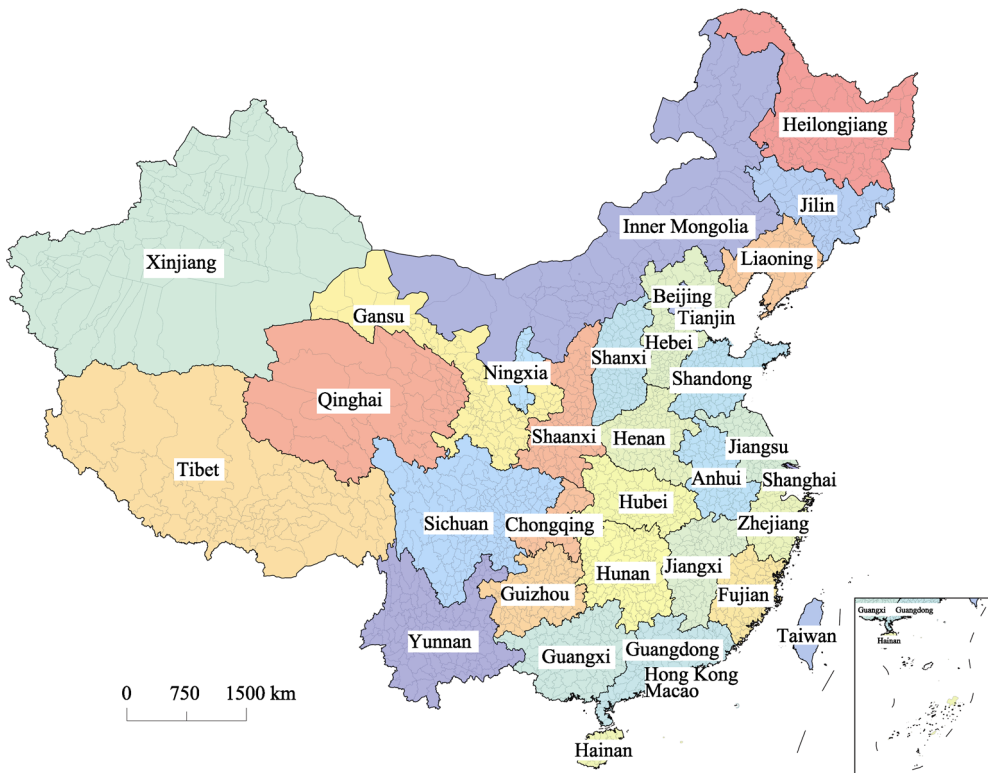 Heilongjiang
Jilin
Inner Mongolia
Liaoning
Xinjiang
Beijing
Tianjin
Gansu
Hebei
Shanxi
Ningxia
Shandong
Qinghai
Shaanxi
Henan
Jiangsu
Tibet
Anhui
Shanghai
Hubei
Sichuan
Chongqing
Zhejiang
Jiangxi
Hunan
Guizhou
Fujian
Taiwan
Yunnan
Guangxi
Guangdong
Hong Kong
Macao
Hainan
0 750 1500 km
Guangxi Guangdong
Hainan